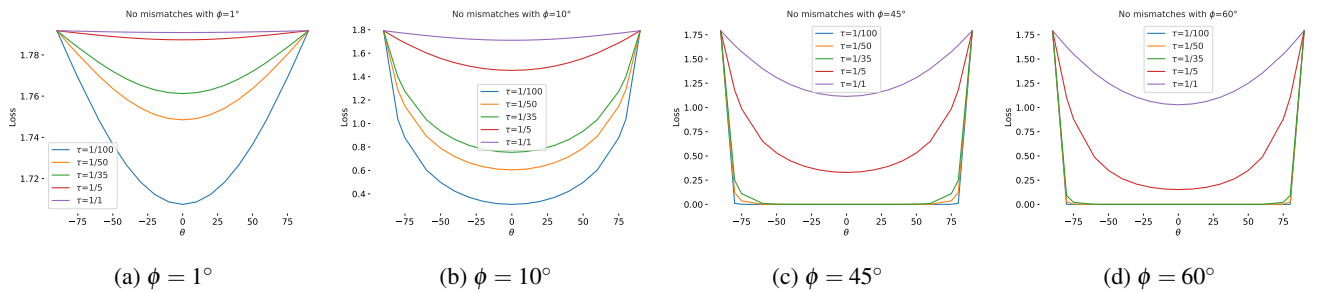 No mismatches with ϕ=1°
Loss
1.78
1.76
1.74
1.72
τ=1/100
τ=1/50
τ=1/35
τ=1/5
τ=1/1
−75 −50 −25 0 25 50 75
θ
(a) ϕ = 1°
No mismatches with ϕ=10°
Loss
1.8
1.6
1.4
1.2
1.0
0.8
0.6
0.4
τ=1/100
τ=1/50
τ=1/35
τ=1/5
τ=1/1
−75 −50 −25 0 25 50 75
θ
(b) ϕ = 10°
No mismatches with ϕ=45°
Loss
1.75
1.50
1.25
1.00
0.75
0.50
0.25
0.00
τ=1/100
τ=1/50
τ=1/35
τ=1/5
τ=1/1
−75 −50 −25 0 25 50 75
θ
(c) ϕ = 45°
No mismatches with ϕ=60°
Loss
1.75
1.50
1.25
1.00
0.75
0.50
0.25
0.00
τ=1/100
τ=1/50
τ=1/35
τ=1/5
τ=1/1
−75 −50 −25 0 25 50 75
θ
(d) ϕ = 60°